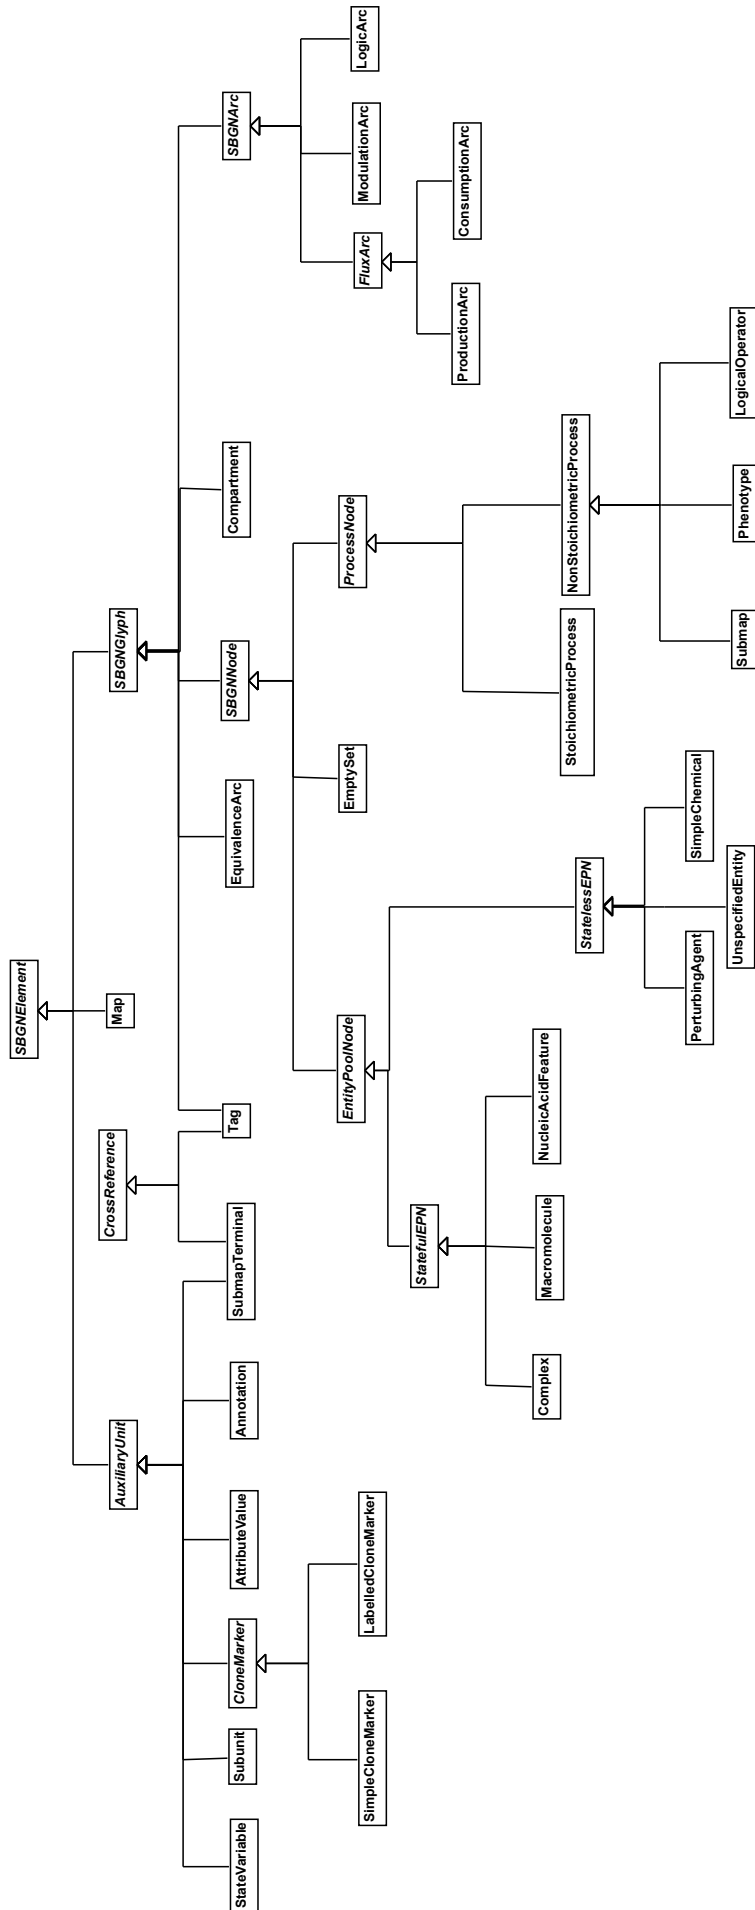 SBGNElement
AuxiliaryUnit
Map
SBGNGlyph
CrossReference
StateVariable
Subunit
CloneMarker
AttributeValue
Annotation
SubmapTerminal
Tag
EquivalenceArc
SBGNNode
Compartment
SBGNArc
SimpleCloneMarker
LabelledCloneMarker
EntityPoolNode
EmptySet
ProcessNode
FluxArc
ModulationArc
LogicArc
StatefulEPN
StatelessEPN
StoichiometricProcess
NonStoichiometricProcess
ProductionArc
ConsumptionArc
Complex
Macromolecule
NucleicAcidFeature
PerturbingAgent
UnspecifiedEntity
SimpleChemical
Submap
Phenotype
LogicalOperator